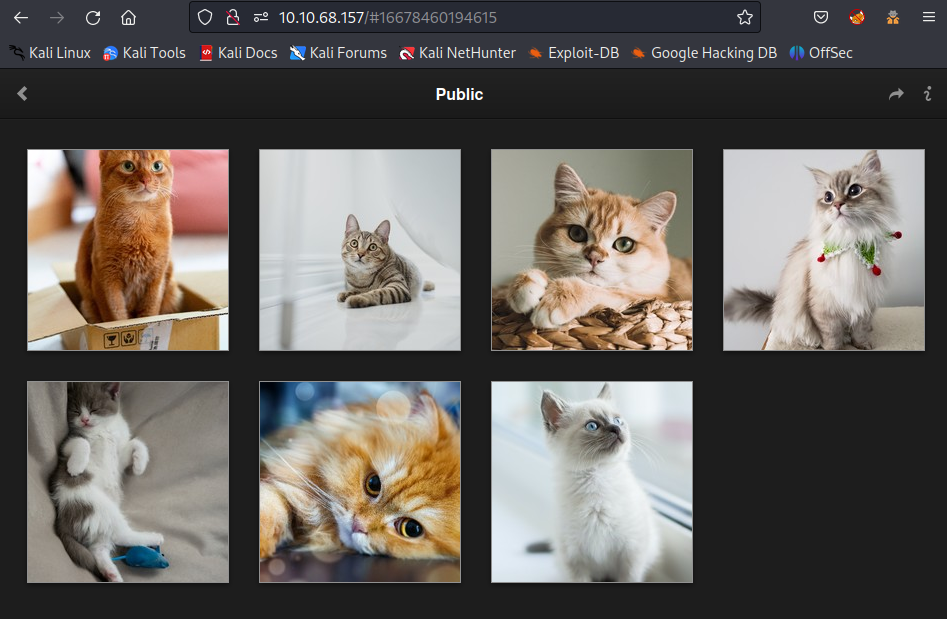 10.10.68.157/#16678460194615
Kali Linux Kali Tools Kali Docs Kali Forums Kali NetHunter Exploit-DB Google Hacking DB OffSec
Public